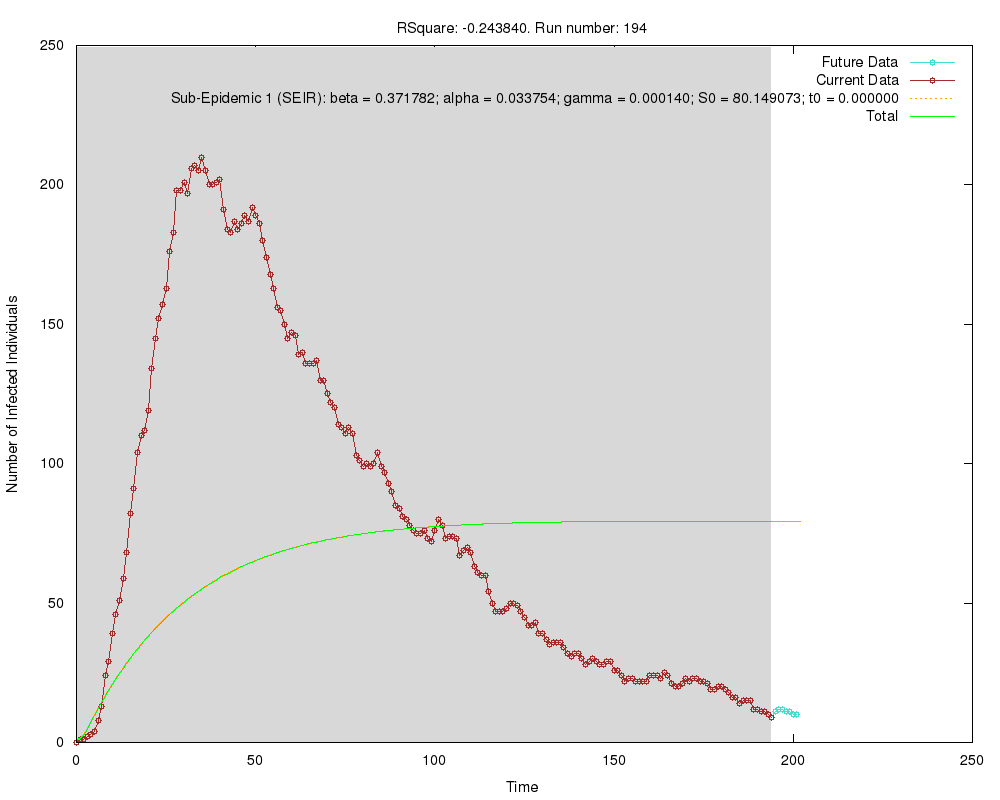 RSquare: -0.243840. Run number: 194
250
200
150
100
50
0
0
50
100
150
200
250
Number of Infected Individuals
Time
Future Data
Current Data
Sub-Epidemic 1 (SEIR): beta = 0.371782; alpha = 0.033754; gamma = 0.000140; S0 = 80.149073; t0 = 0.000000
Total